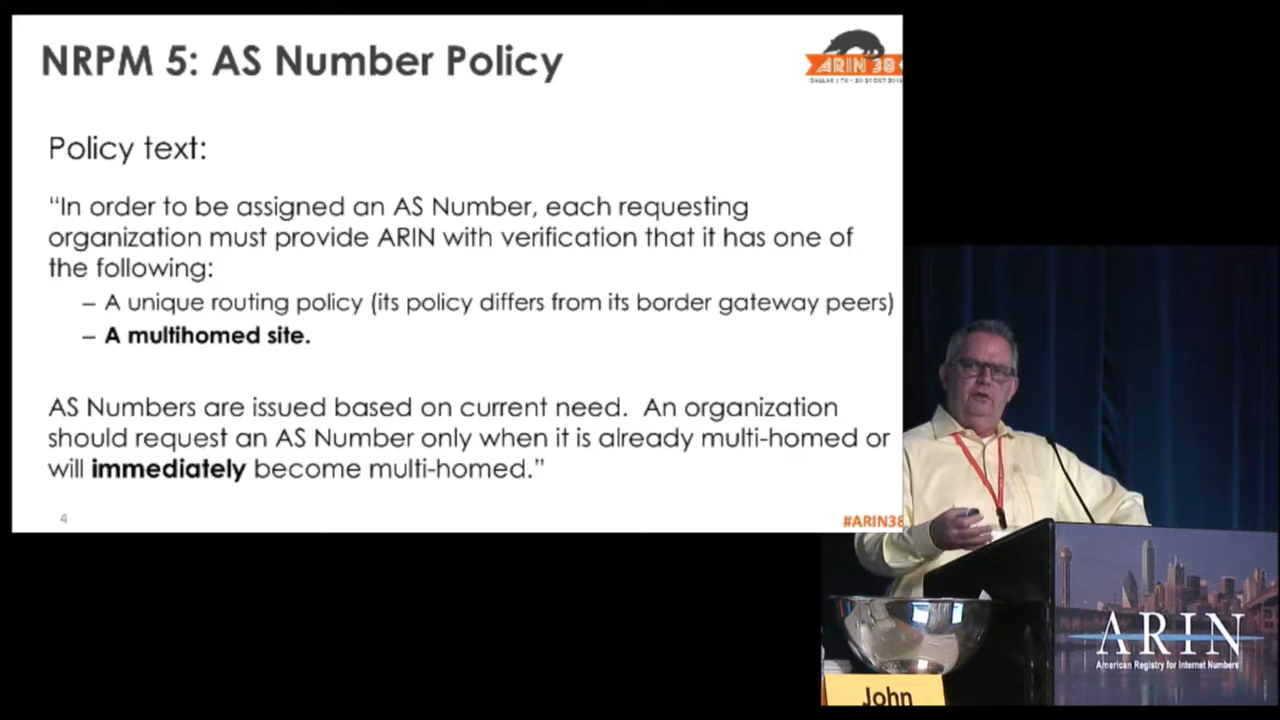 NRPM 5: AS Number Policy
ARIN 38
Policy text:
“In order to be assigned an AS Number, each requesting
organization must provide ARIN with verification that it has one of
the following:
– A unique routing policy (its policy differs from its border gateway peers)
– A multihomed site.
AS Numbers are issued based on current need.  An organization
should request an AS Number only when it is already multi-homed or
will immediately become multi-homed.”
4
#ARIN38
ARIN
American Registry for Internet Numbers
John